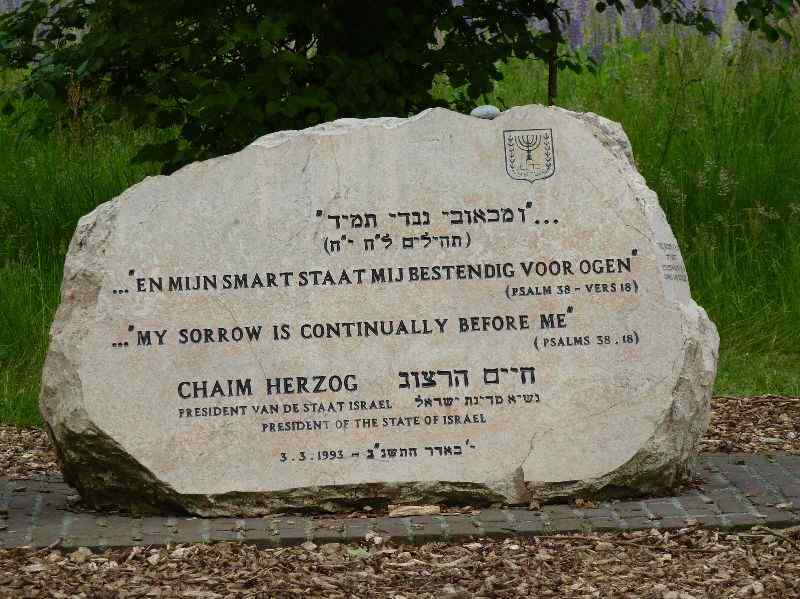 ..."ומכאובי נגדי תמיד"
(תהילים ל"ח י"ח)
..."EN MIJN SMART STAAT MIJ BESTENDIG VOOR OGEN"
(PSALM 38 - VERS 18)
..."MY SORROW IS CONTINUALLY BEFORE ME"
(PSALMS 38.18)
CHAIM HERZOG חיים הרצוג
PRESIDENT VAN DE STAAT ISRAEL נשיא מדינת ישראל
PRESIDENT OF THE STATE OF ISRAEL
3.3.1993 - י' באדר התשנ"ג